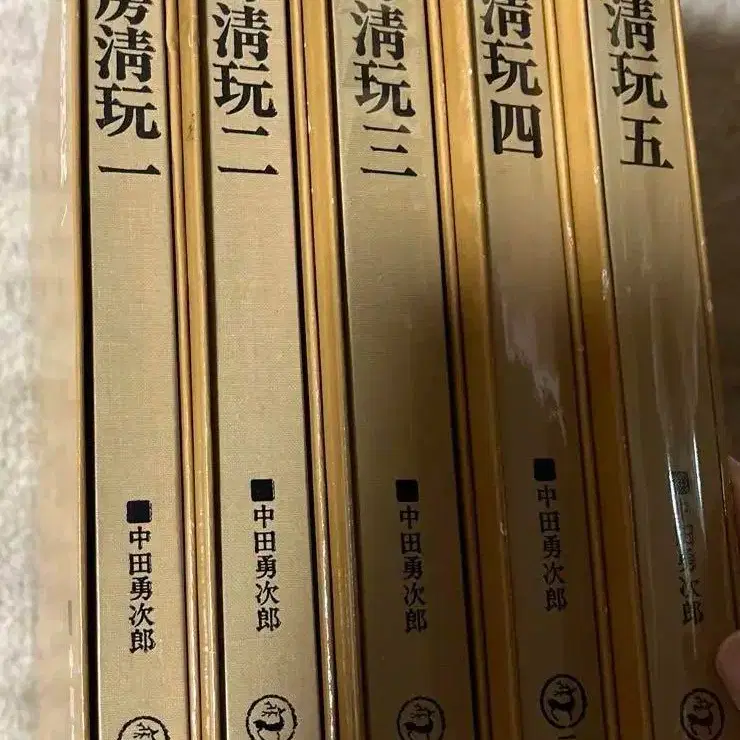 房清玩 一
中田勇次郎
清玩 二
中田勇次郎
清玩 三
中田勇次郎
清玩 四
中田勇次郎
清玩 五
中田勇次郎